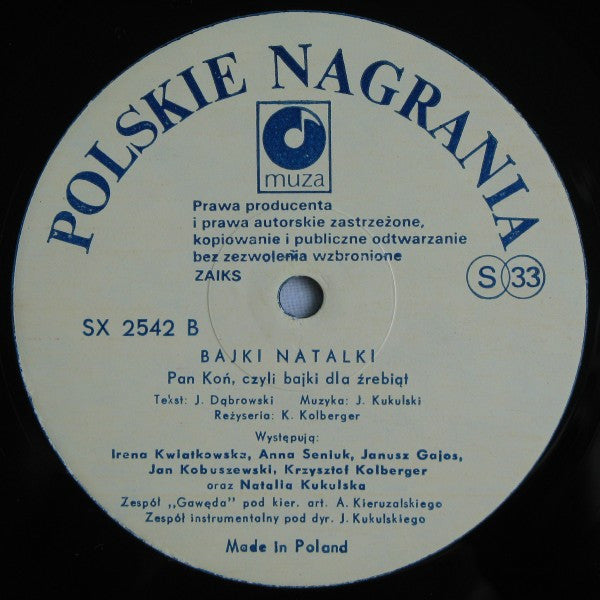 POLSKIE NAGRANIA
muza
Prawa producenta
i prawa autorskie zastrzeżone,
kopiowanie i publiczne odtwarzanie
bez zezwolenia wzbronione
ZAIKS
S 33
SX 2542 B
BAJKI NATALKI
Pan Koń, czyli bajki dla źrebiąt
Tekst: J. Dąbrowski Muzyka: J. Kukulski
Reżyseria: K. Kolberger
Występują:
Irena Kwiatkowska, Anna Seniuk, Janusz Gajos,
Jan Kobuszewski, Krzysztof Kolberger
oraz Natalia Kukulska
Zespół „Gawęda” pod kier. art. A. Kieruzalskiego
Zespół instrumentalny pod dyr. J. Kukulskiego
Made in Poland